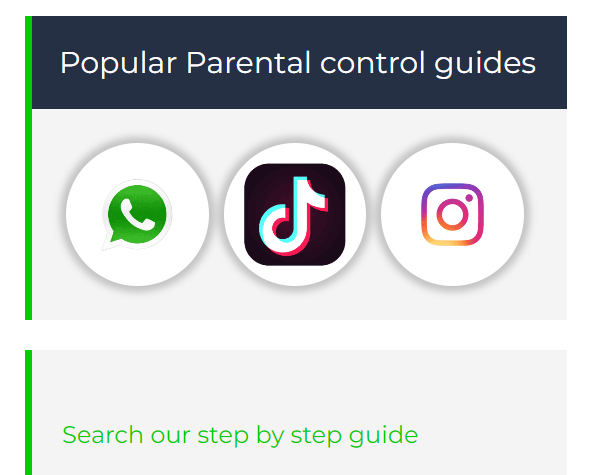 Popular Parental control guides
Search our step by step guide